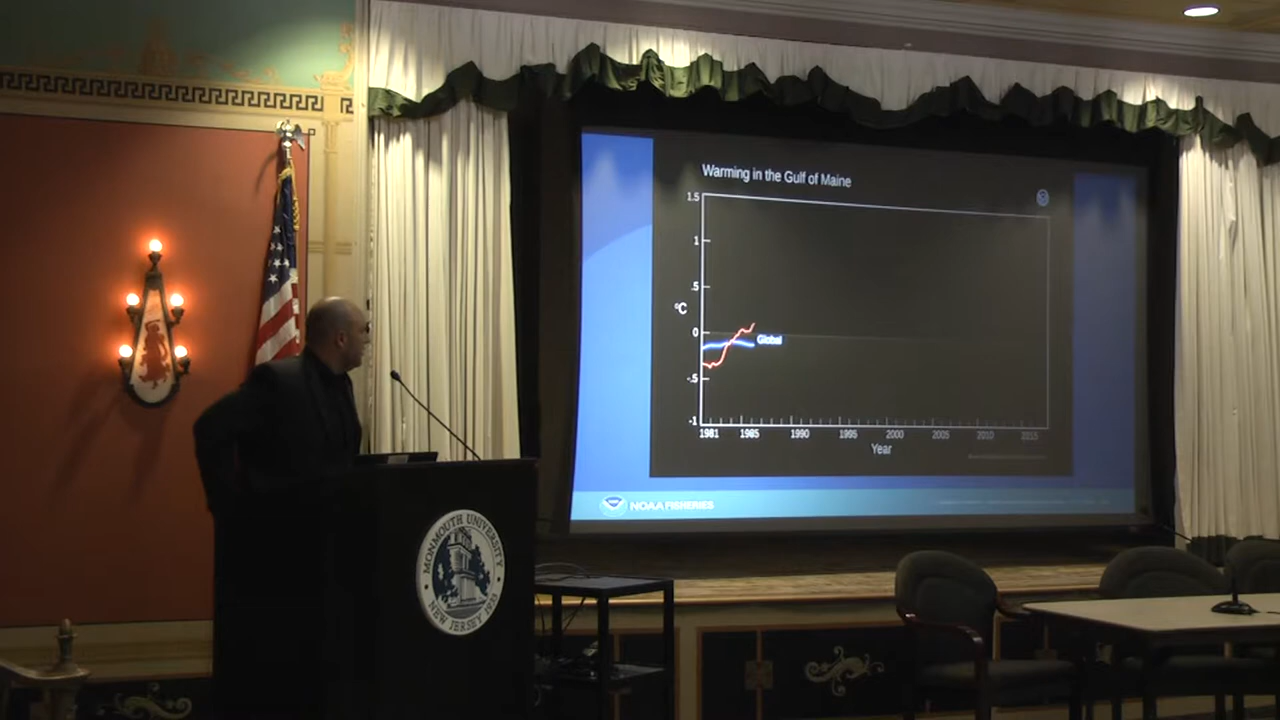 Warming in the Gulf of Maine
1.5
1
.5
°C
0
Global
-.5
-1
1981 1985 1990 1995 2000 2005 2010 2015
Year
NOAA FISHERIES
MONMOUTH UNIVERSITY
NEW JERSEY 1933